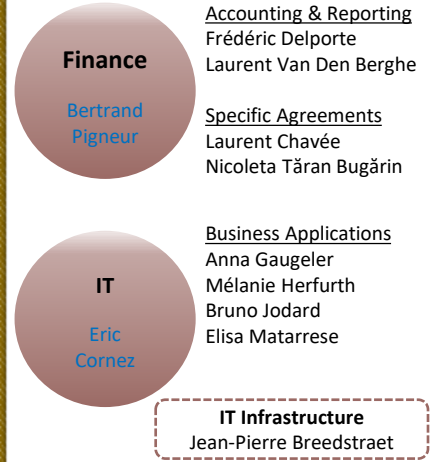 Finance
Bertrand
Pigneur
Accounting & Reporting
Frédéric Delporte
Laurent Van Den Berghe
Specific Agreements
Laurent Chavée
Nicoleta Tăran Bugărin
IT
Eric
Cornez
Business Applications
Anna Gaugeler
Mélanie Herfurth
Bruno Jodard
Elisa Matarrese
IT Infrastructure
Jean-Pierre Breedstraet